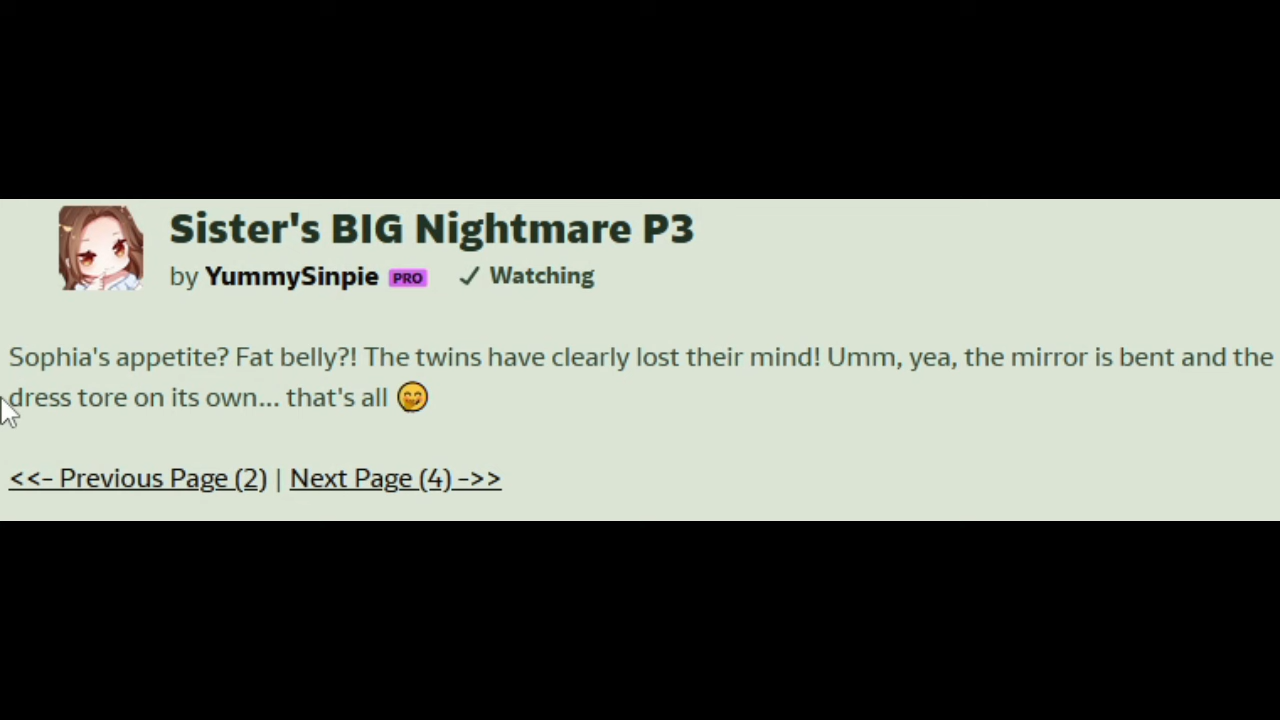 Sister's BIG Nightmare P3
by YummySinpie PRO ✓ Watching
Sophia's appetite? Fat belly?! The twins have clearly lost their mind! Umm, yea, the mirror is bent and the
dress tore on its own... that's all 😋
<<- Previous Page (2) | Next Page (4) ->>